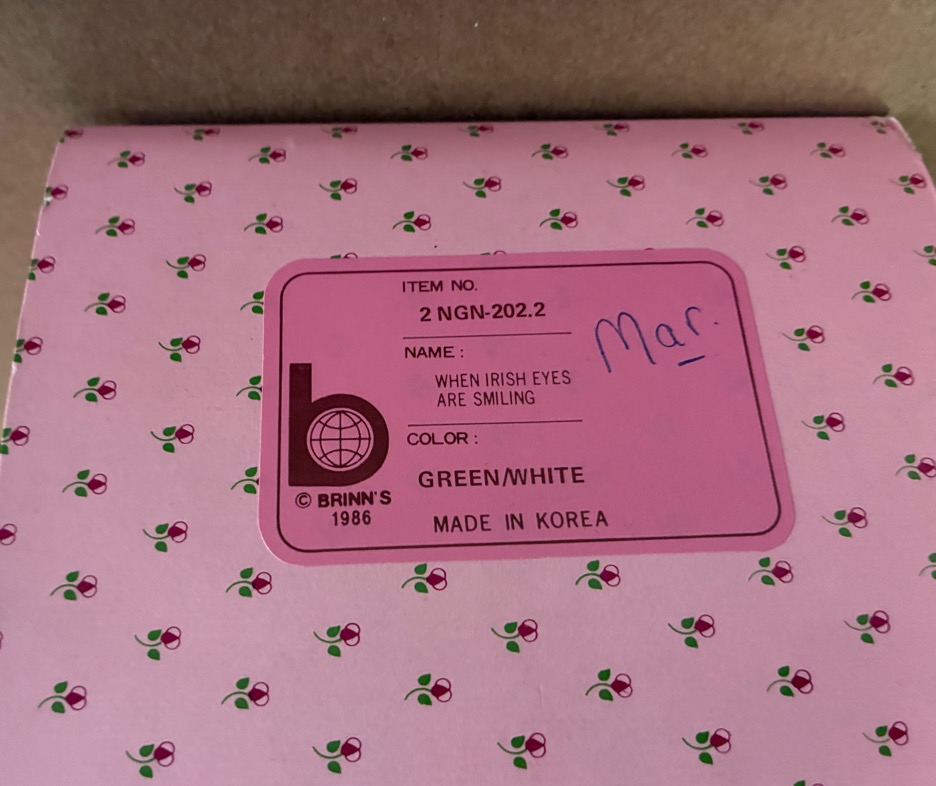 ITEM NO.
2 NGN-202.2
Mar.
NAME :
WHEN IRISH EYES
ARE SMILING
COLOR :
GREEN/WHITE
b
© BRINN'S
1986
MADE IN KOREA